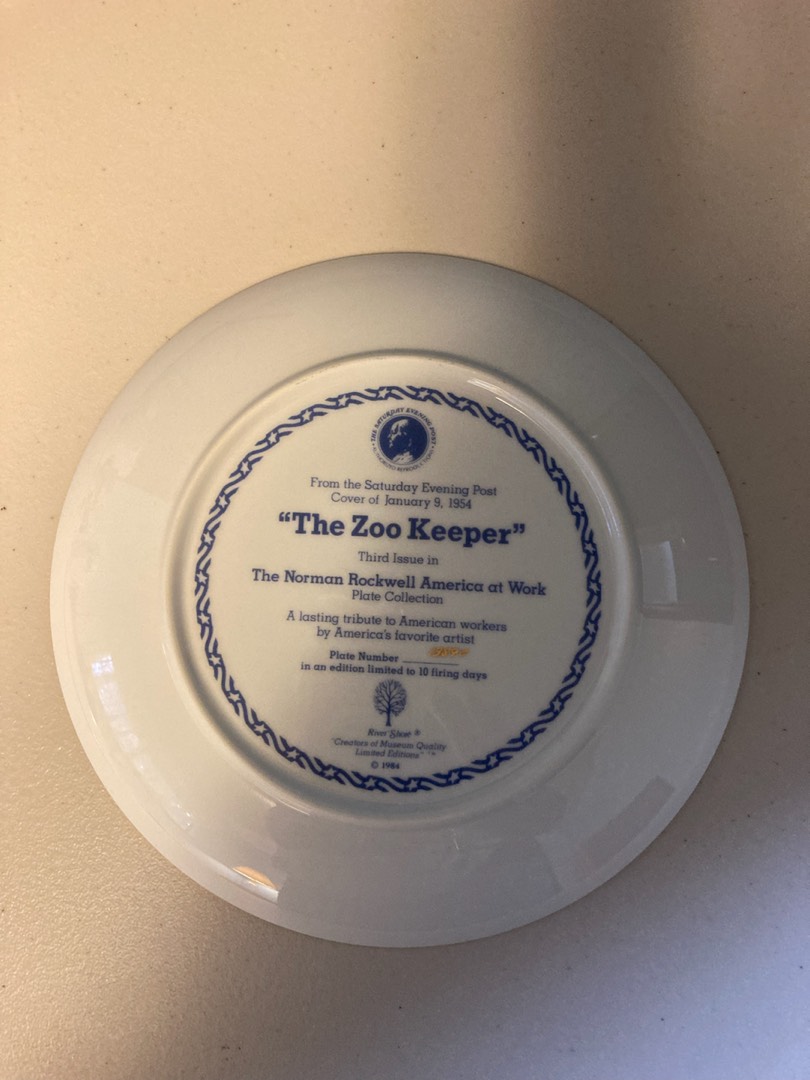 THE SATURDAY EVENING POST
From the Saturday Evening Post
Cover of January 9, 1954
“The Zoo Keeper”
Third Issue in
The Norman Rockwell America at Work
Plate Collection
A lasting tribute to American workers
by America's favorite artist
Plate Number
in an edition limited to 10 firing days
River Shore ®
"Creators of Museum Quality
Limited Editions" ™
© 1984